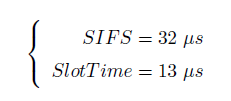 SIFS = 32 μs
SlotTime = 13 μs